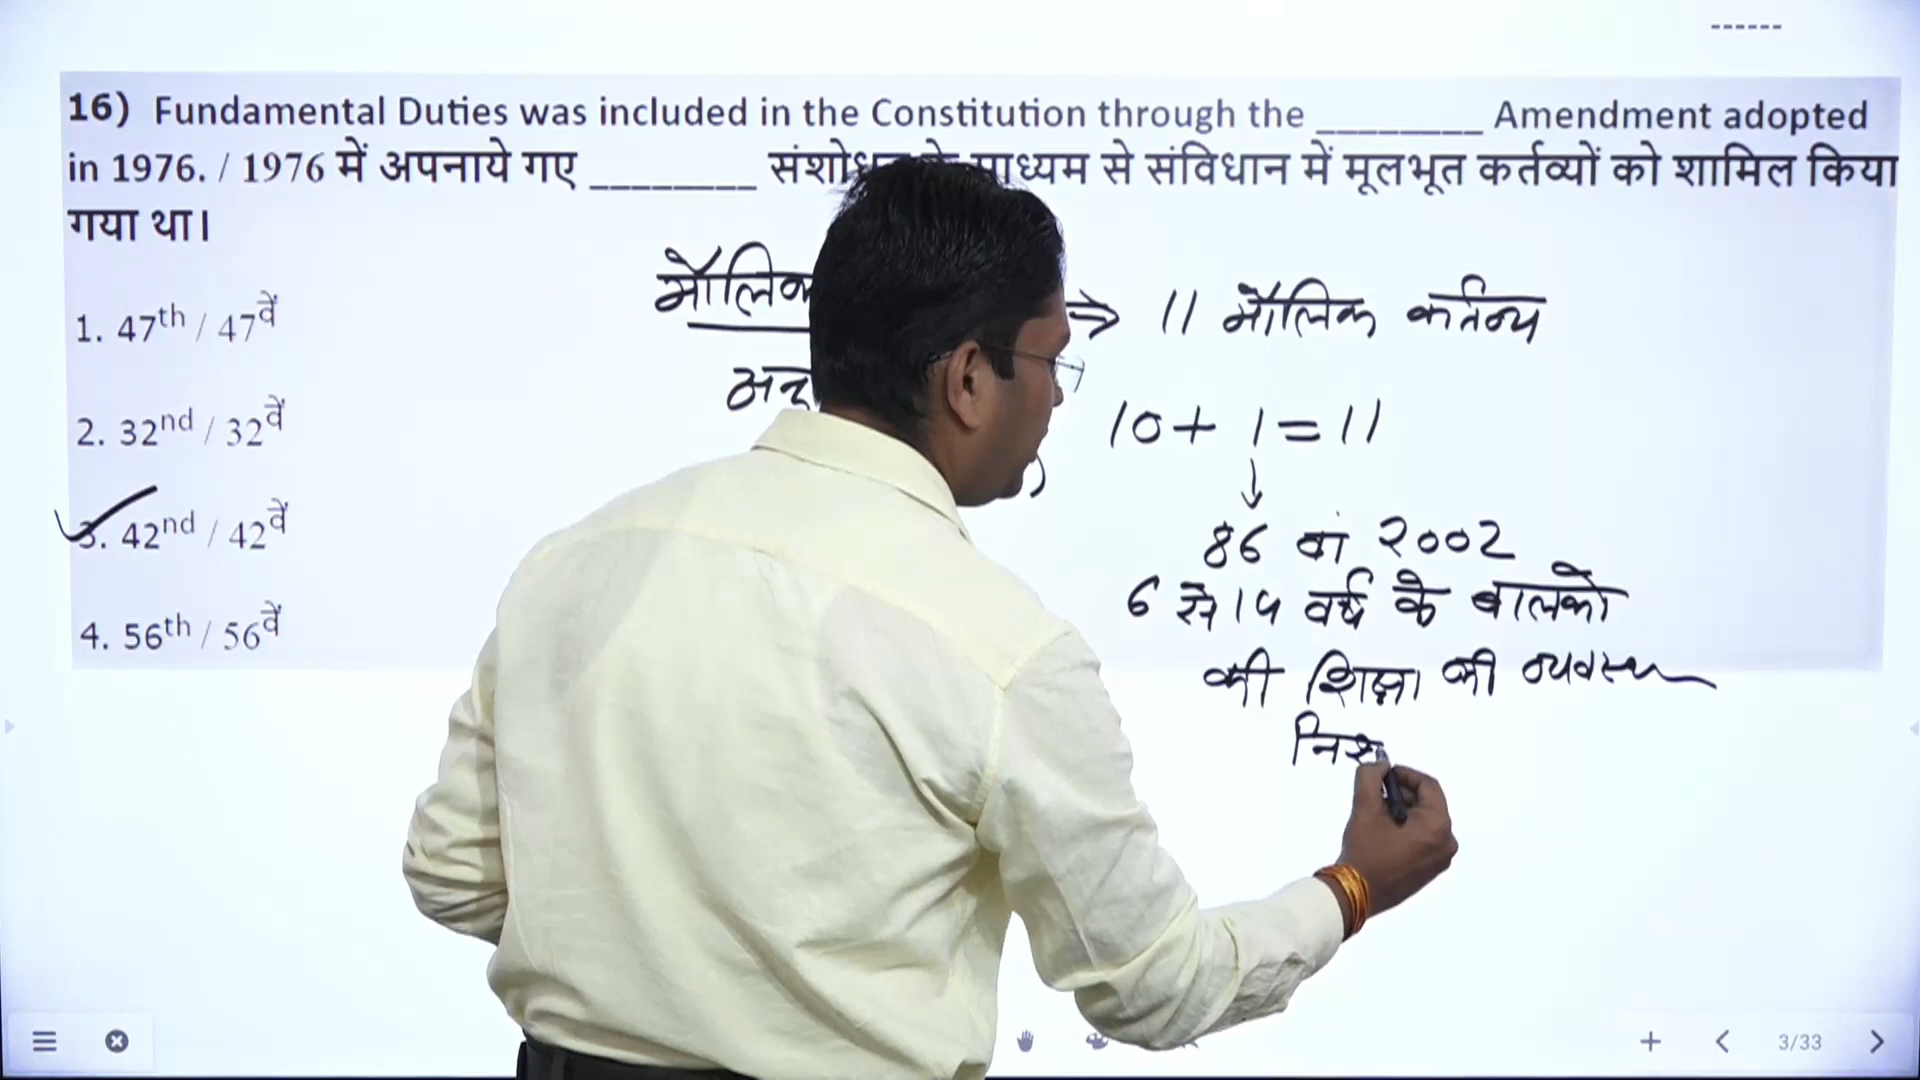 ------
16) Fundamental Duties was included in the Constitution through the ________ Amendment adopted
in 1976. / 1976 में अपनाये गए ________ संशोधन के माध्यम से संविधान में मूलभूत कर्तव्यों को शामिल किया
गया था।
मौलिक ⇒ 11 मौलिक कर्तव्य
1. 47th / 47वें
अनु
2. 32nd / 32वें
10 + 1 = 11
↓
3. 42nd / 42वें
86 वां 2002
6 से 14 वर्ष के बालको
4. 56th / 56वें
की शिक्षा की व्यवस्था
3/33